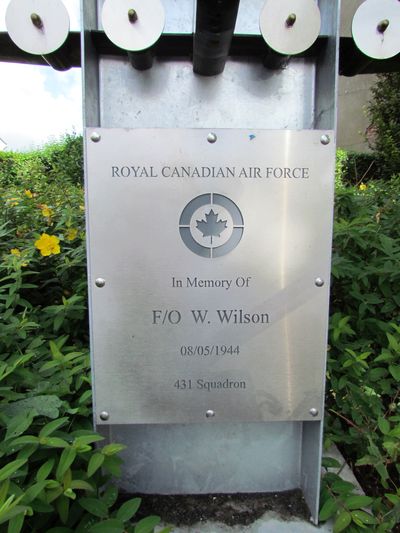 ROYAL CANADIAN AIR FORCE
In Memory Of
F/O W. Wilson
08/05/1944
431 Squadron